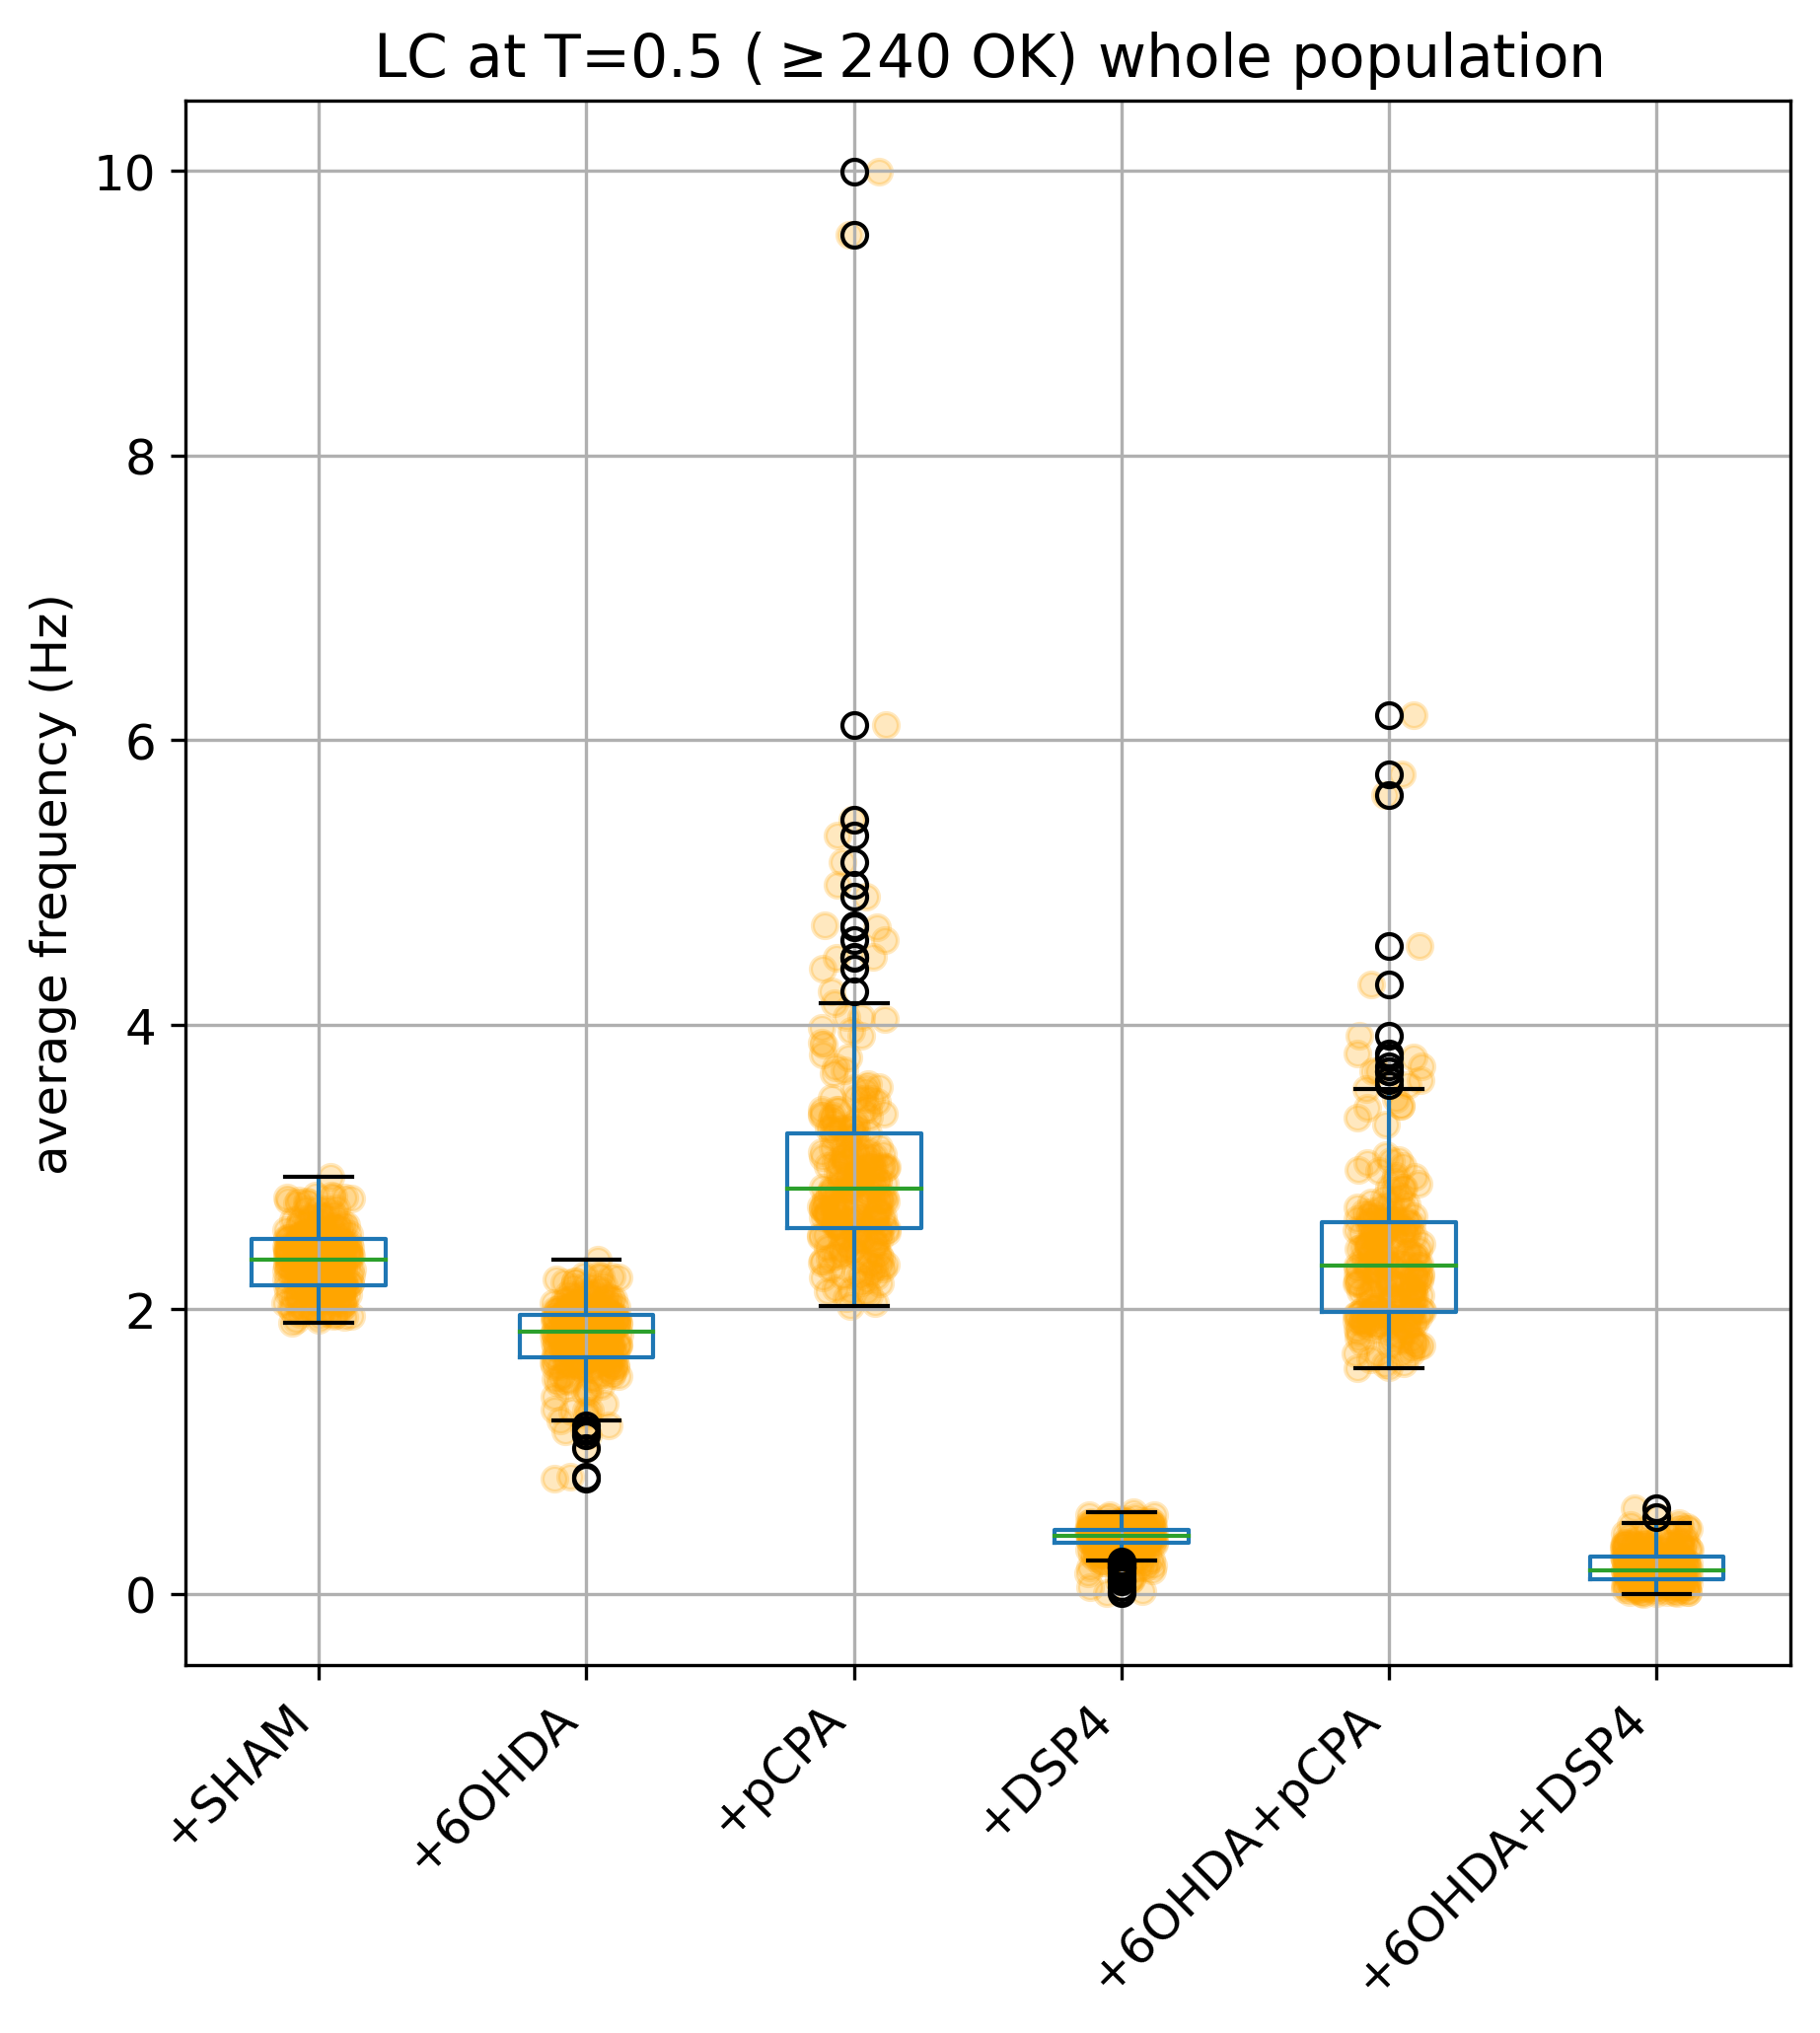 LC at T=0.5 ( ≥240 OK) whole population
average frequency (Hz)
10
8
6
4
2
0
+SHAM
+6OHDA
+pCPA
+DSP4
+6OHDA+pCPA
+6OHDA+DSP4